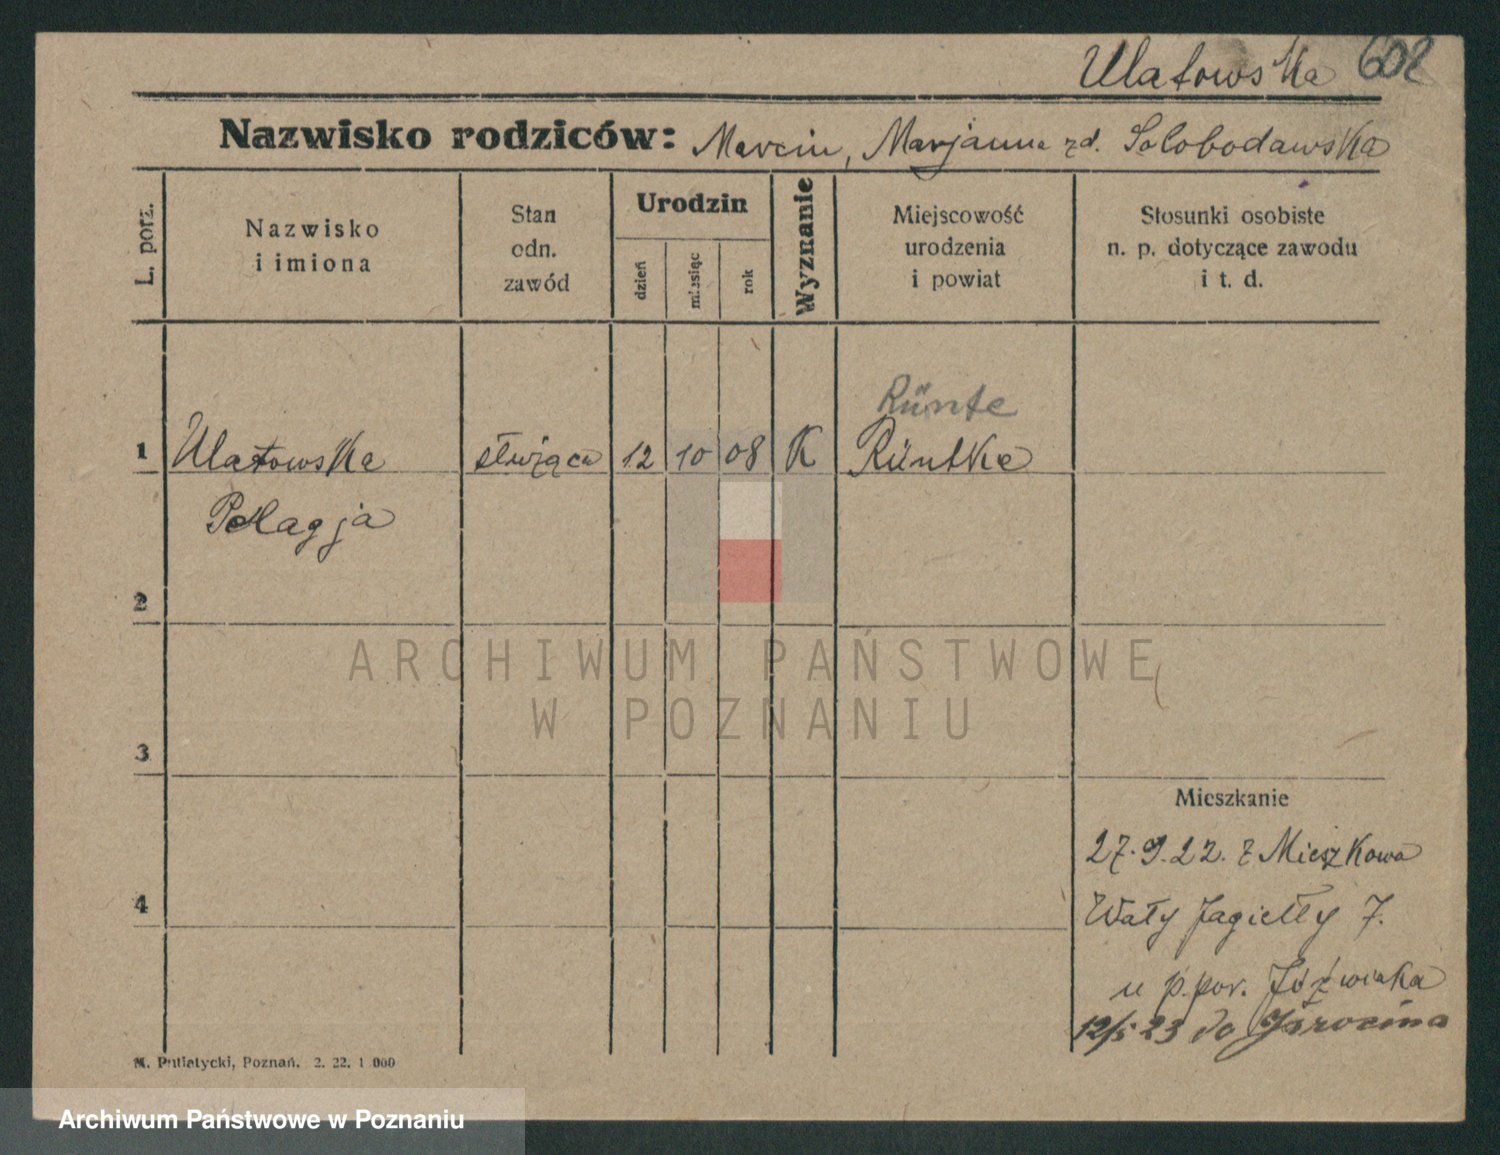 Ulatowska 602
Nazwisko rodziców: Marcin, Marjanna zd. Solobodawska
L. porz.
Nazwisko
i imiona
Stan
odn.
zawód
Urodzin
dzień
miesiąc
rok
Wyznanie
Miejscowość
urodzenia
i powiat
Stosunki osobiste
n. p. dotyczące zawodu
i t. d.
Rünte
1 Ulatowska służąca 12 10 08 K Rüntke
Pelagja
2
ARCHIWUM PAŃSTWOWE
W POZNANIU
3
Mieszkanie
27.9.22. z Mieszkowa
4
Wały Jagiełły 7.
u p. por. Jóźwiaka
12/5 23 do Jarocina
M. Putiatycki, Poznań. 2. 22. 1 000
Archiwum Państwowe w Poznaniu